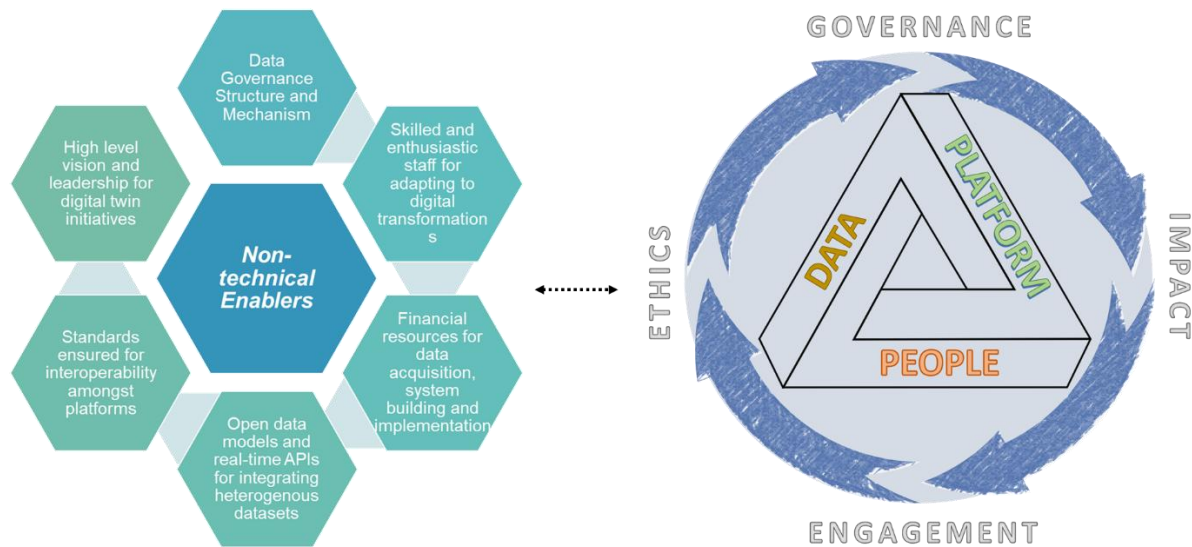 Data
Governance
Structure and
Mechanism
Skilled and
enthusiastic
staff for
adapting to
digital
transformation
s
Financial
resources for
data
acquisition,
system
building and
implementation
Open data
models and
real-time APIs
for integrating
heterogenous
datasets
Standards
ensured for
interoperability
amongst
platforms
High level
vision and
leadership for
digital twin
initiatives
Non-
technical
Enablers
GOVERNANCE
IMPACT
ENGAGEMENT
ETHICS
DATA
PLATFORM
PEOPLE